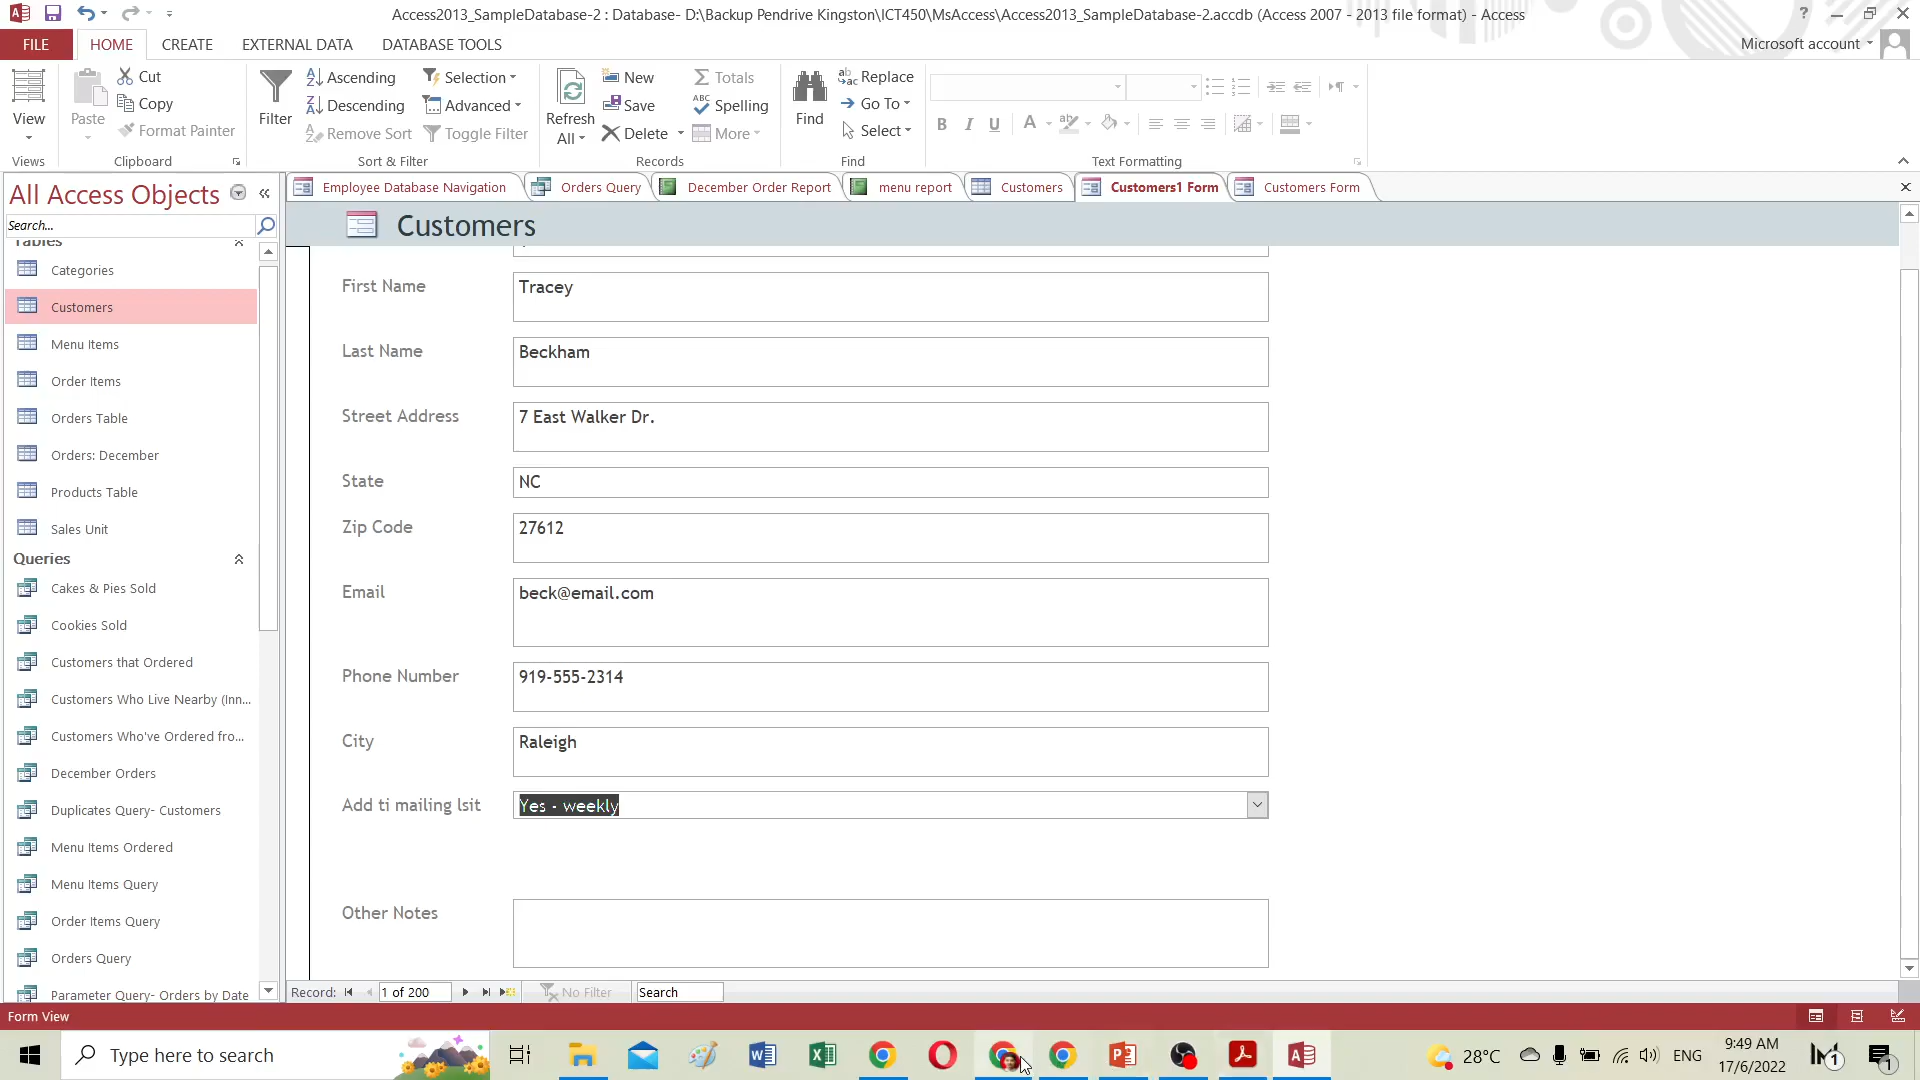 Access2013_SampleDatabase-2 : Database- D:\Backup Pendrive Kingston\ICT450\MsAccess\Access2013_SampleDatabase-2.accdb (Access 2007 - 2013 file format) - Access
?
FILE HOME CREATE EXTERNAL DATA DATABASE TOOLS
Microsoft account
View
Views
Paste
Cut
Copy
Format Painter
Clipboard
Filter
Ascending
Descending
Remove Sort
Selection
Advanced
Toggle Filter
Sort & Filter
Refresh
All
New
Save
Delete
Totals
Spelling
More
Records
Find
Replace
Go To
Select
Find
B I U A
Text Formatting
All Access Objects
Search...
Tables
Categories
Customers
Menu Items
Order Items
Orders Table
Orders: December
Products Table
Sales Unit
Queries
Cakes & Pies Sold
Cookies Sold
Customers that Ordered
Customers Who Live Nearby (Inn...
Customers Who've Ordered fro...
December Orders
Duplicates Query- Customers
Menu Items Ordered
Menu Items Query
Order Items Query
Orders Query
Parameter Query- Orders by Date
Employee Database Navigation
Orders Query
December Order Report
menu report
Customers
Customers1 Form
Customers Form
Customers
First Name Tracey
Last Name Beckham
Street Address 7 East Walker Dr.
State NC
Zip Code 27612
Email beck@email.com
Phone Number 919-555-2314
City Raleigh
Add ti mailing lsit Yes - weekly
Other Notes
Record: 1 of 200 No Filter Search
Form View
Type here to search
28°C ENG
9:49 AM
17/6/2022
1
1